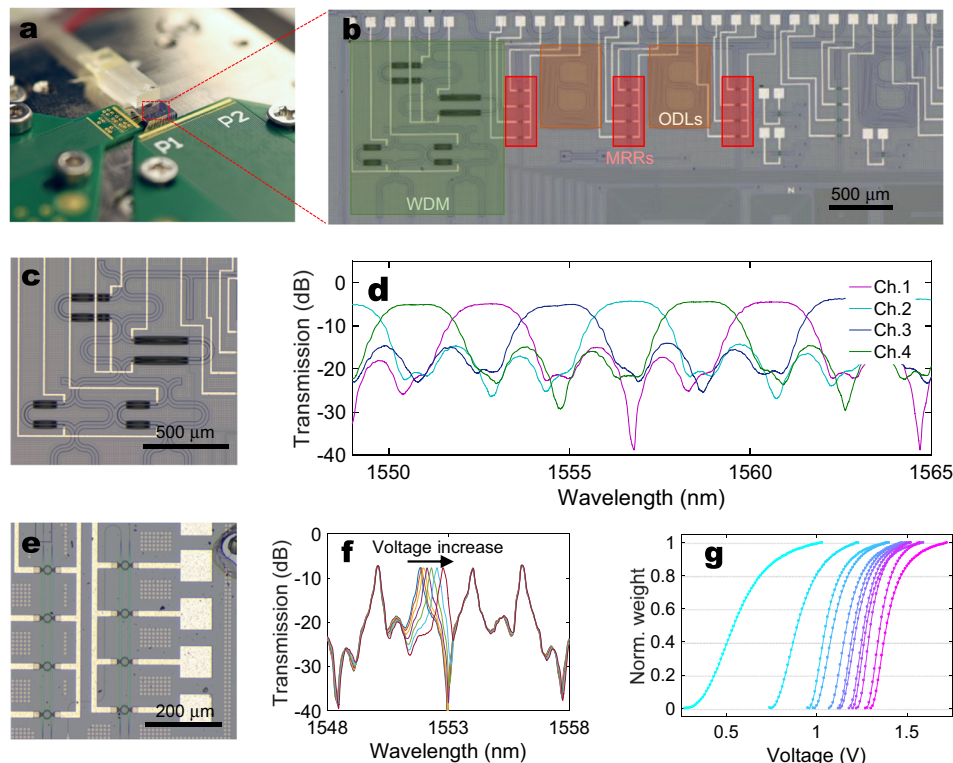 a
P1
P2
b
WDM
MRRs
ODLs
N
500 μm
c
500 μm
d
Transmission (dB)
0
-10
-20
-30
-40
1550
1555
1560
1565
Wavelength (nm)
Ch.1
Ch.2
Ch.3
Ch.4
e
200 μm
f
Voltage increase
Transmission (dB)
0
-10
-20
-30
-40
1548
1553
1558
Wavelength (nm)
g
Norm. weight
1
0.8
0.6
0.4
0.2
0
0.5
1
1.5
Voltage (V)